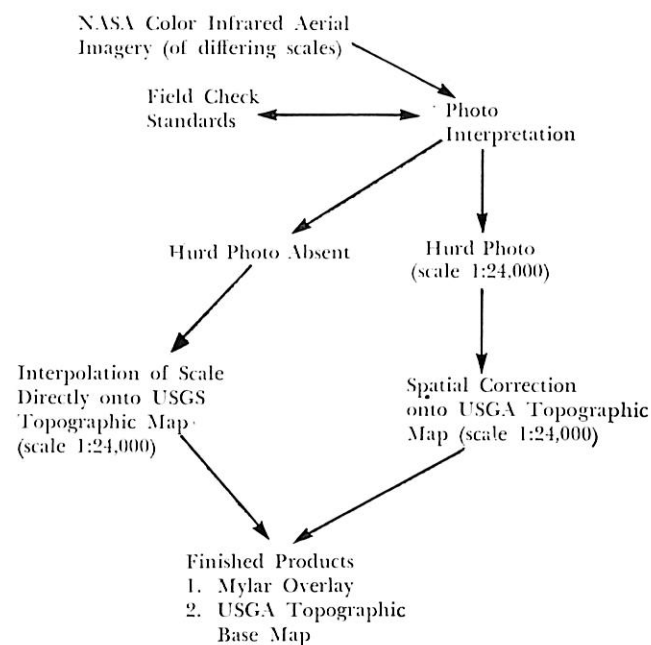 NASA Color Infrared Aerial
Imagery (of differing scales)
Field Check
Standards
Photo
Interpretation
Hurd Photo Absent
Hurd Photo
(scale 1:24,000)
Interpolation of Scale
Directly onto USGS
Topographic Map
(scale 1:24,000)
Spatial Correction
onto USGA Topographic
Map (scale 1:24,000)
Finished Products
1. Mylar Overlay
2. USGA Topographic
Base Map